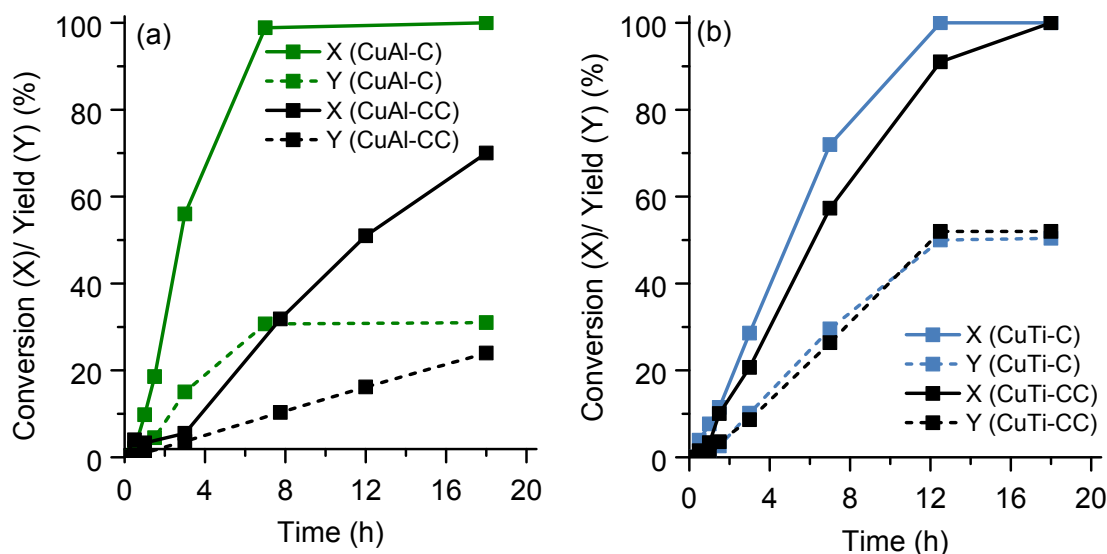 (a)
Conversion (X)/ Yield (Y) (%)
100
80
60
40
20
0
X (CuAl-C)
Y (CuAl-C)
X (CuAl-CC)
Y (CuAl-CC)
0 4 8 12 16 20
Time (h)
(b)
Conversion (X)/ Yield (Y) (%)
100
80
60
40
20
0
X (CuTi-C)
Y (CuTi-C)
X (CuTi-CC)
Y (CuTi-CC)
0 4 8 12 16 20
Time (h)